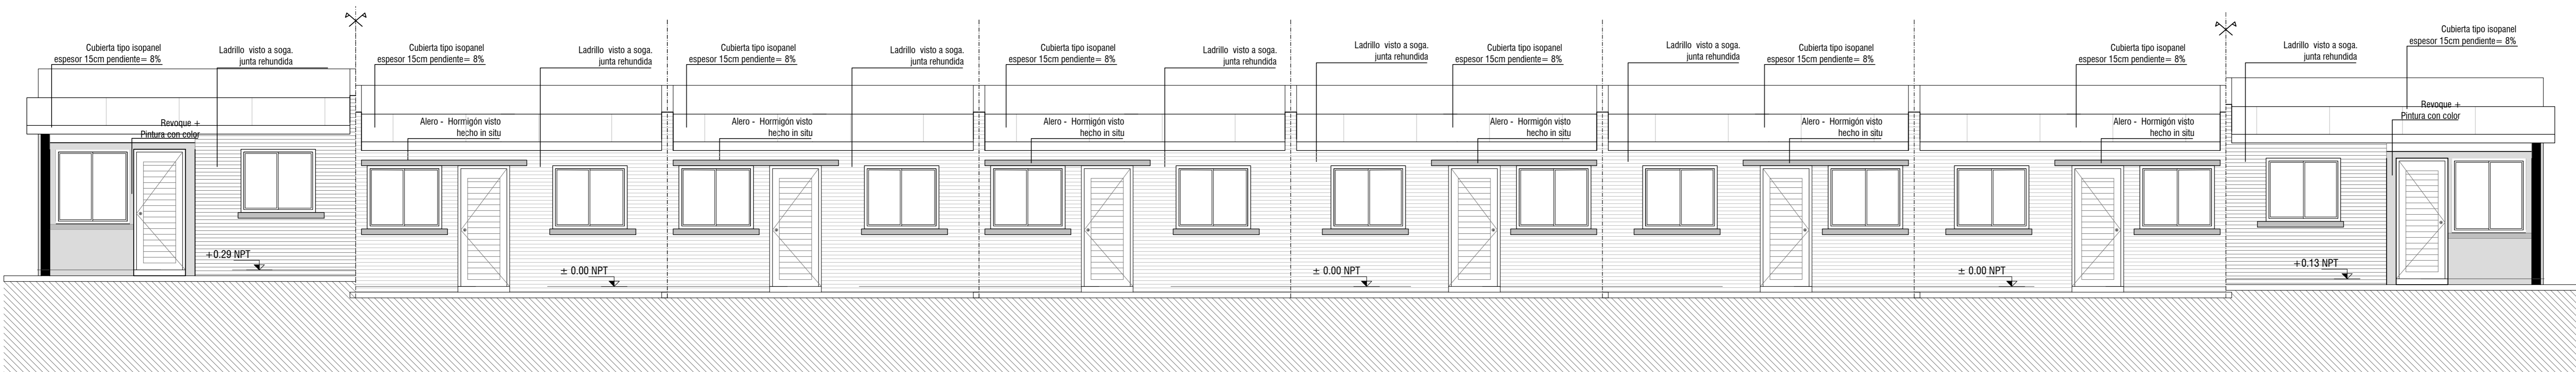 Cubierta tipo isopanel
espesor 15cm pendiente= 8%
Ladrillo visto a soga.
junta rehundida
Revoque +
Pintura con color
+0.29 NPT
Cubierta tipo isopanel
espesor 15cm pendiente= 8%
Ladrillo visto a soga.
junta rehundida
Alero - Hormigón visto
hecho in situ
± 0.00 NPT
Cubierta tipo isopanel
espesor 15cm pendiente= 8%
Ladrillo visto a soga.
junta rehundida
Alero - Hormigón visto
hecho in situ
Cubierta tipo isopanel
espesor 15cm pendiente= 8%
Ladrillo visto a soga.
junta rehundida
Alero - Hormigón visto
hecho in situ
Ladrillo visto a soga.
junta rehundida
Cubierta tipo isopanel
espesor 15cm pendiente= 8%
Alero - Hormigón visto
hecho in situ
± 0.00 NPT
Ladrillo visto a soga.
junta rehundida
Cubierta tipo isopanel
espesor 15cm pendiente= 8%
Alero - Hormigón visto
hecho in situ
Cubierta tipo isopanel
espesor 15cm pendiente= 8%
Alero - Hormigón visto
hecho in situ
± 0.00 NPT
Ladrillo visto a soga.
junta rehundida
Cubierta tipo isopanel
espesor 15cm pendiente= 8%
Revoque +
Pintura con color
+0.13 NPT